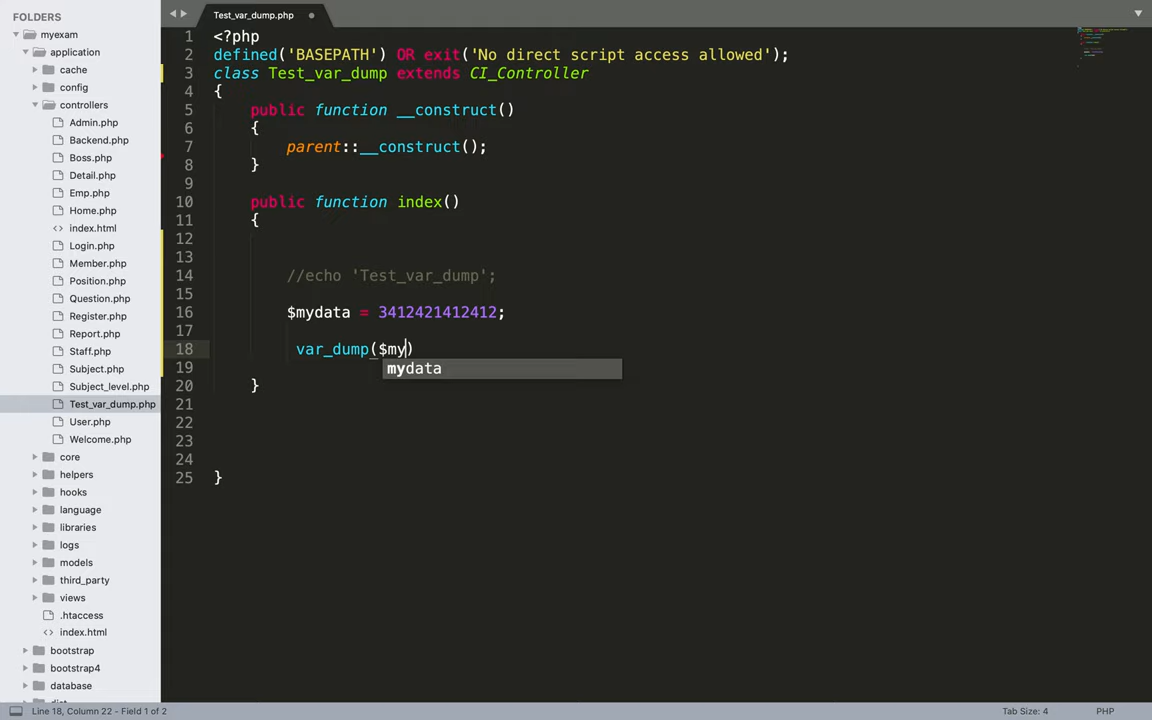 FOLDERS
myexam
application
cache
config
controllers
Admin.php
Backend.php
Boss.php
Detail.php
Emp.php
Home.php
index.html
Login.php
Member.php
Position.php
Question.php
Register.php
Report.php
Staff.php
Subject.php
Subject_level.php
Test_var_dump.php
User.php
Welcome.php
core
helpers
hooks
language
libraries
logs
models
third_party
views
.htaccess
index.html
bootstrap
bootstrap4
database
Test_var_dump.php
1 <?php
2 defined('BASEPATH') OR exit('No direct script access allowed');
3 class Test_var_dump extends CI_Controller
4 {
5 public function __construct()
6 {
7 parent::__construct();
8 }
9
10 public function index()
11 {
12
13
14 //echo 'Test_var_dump';
15
16 $mydata = 3412421412412;
17
18 var_dump($my)
mydata
19
20 }
21
22
23
24
25 }
Line 18, Column 22 - Field 1 of 2
Tab Size: 4
PHP